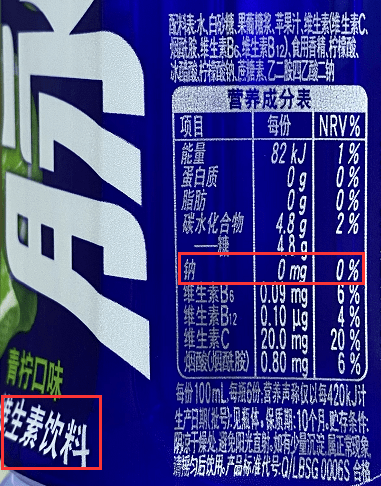 脉动
青柠口味
维生素饮料
配料表:水,白砂糖,果葡糖浆,苹果汁,维生素(维生素C,
烟酰胺,维生素B6,维生素B12),食用香精,柠檬酸,
冰醋酸,柠檬酸钠,蔗糖素,乙二胺四乙酸二钠
营养成分表
项目 每份 NRV%
能量 82 kJ 1%
蛋白质 0 g 0%
脂肪 0 g 0%
碳水化合物 4.8 g 2%
——糖 4.8 g
钠 0 mg 0%
维生素B6 0.09 mg 6%
维生素B12 0.10 μg 4%
维生素C 20.0 mg 20%
烟酸(烟酰胺) 0.80 mg 6%
每份100mL,每瓶6份;营养声称仅以每420kJ计
生产日期(批号):见瓶体。保质期:10个月。贮存条件:
阴凉干燥处,避免阳光直射。如有少量沉淀,属正常现象,
请摇匀后饮用。产品标准代号:Q/LBSG 0006S 合格